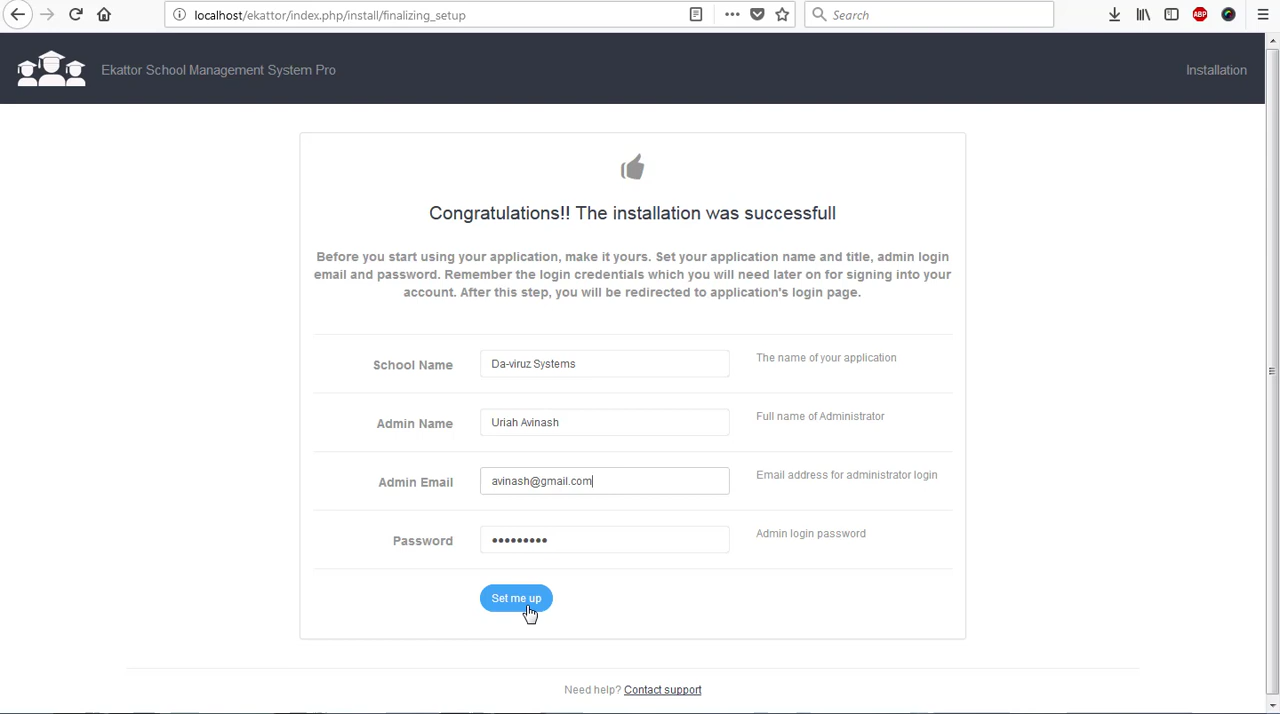 localhost/ekattor/index.php/install/finalizing_setup
Search
ABP
Ekattor School Management System Pro
Installation
Congratulations!! The installation was successfull
Before you start using your application, make it yours. Set your application name and title, admin login
email and password. Remember the login credentials which you will need later on for signing into your
account. After this step, you will be redirected to application's login page.
School Name
Da-viruz Systems
The name of your application
Admin Name
Uriah Avinash
Full name of Administrator
Admin Email
avinash@gmail.com
Email address for administrator login
Password
•••••••••
Admin login password
Set me up
Need help? Contact support